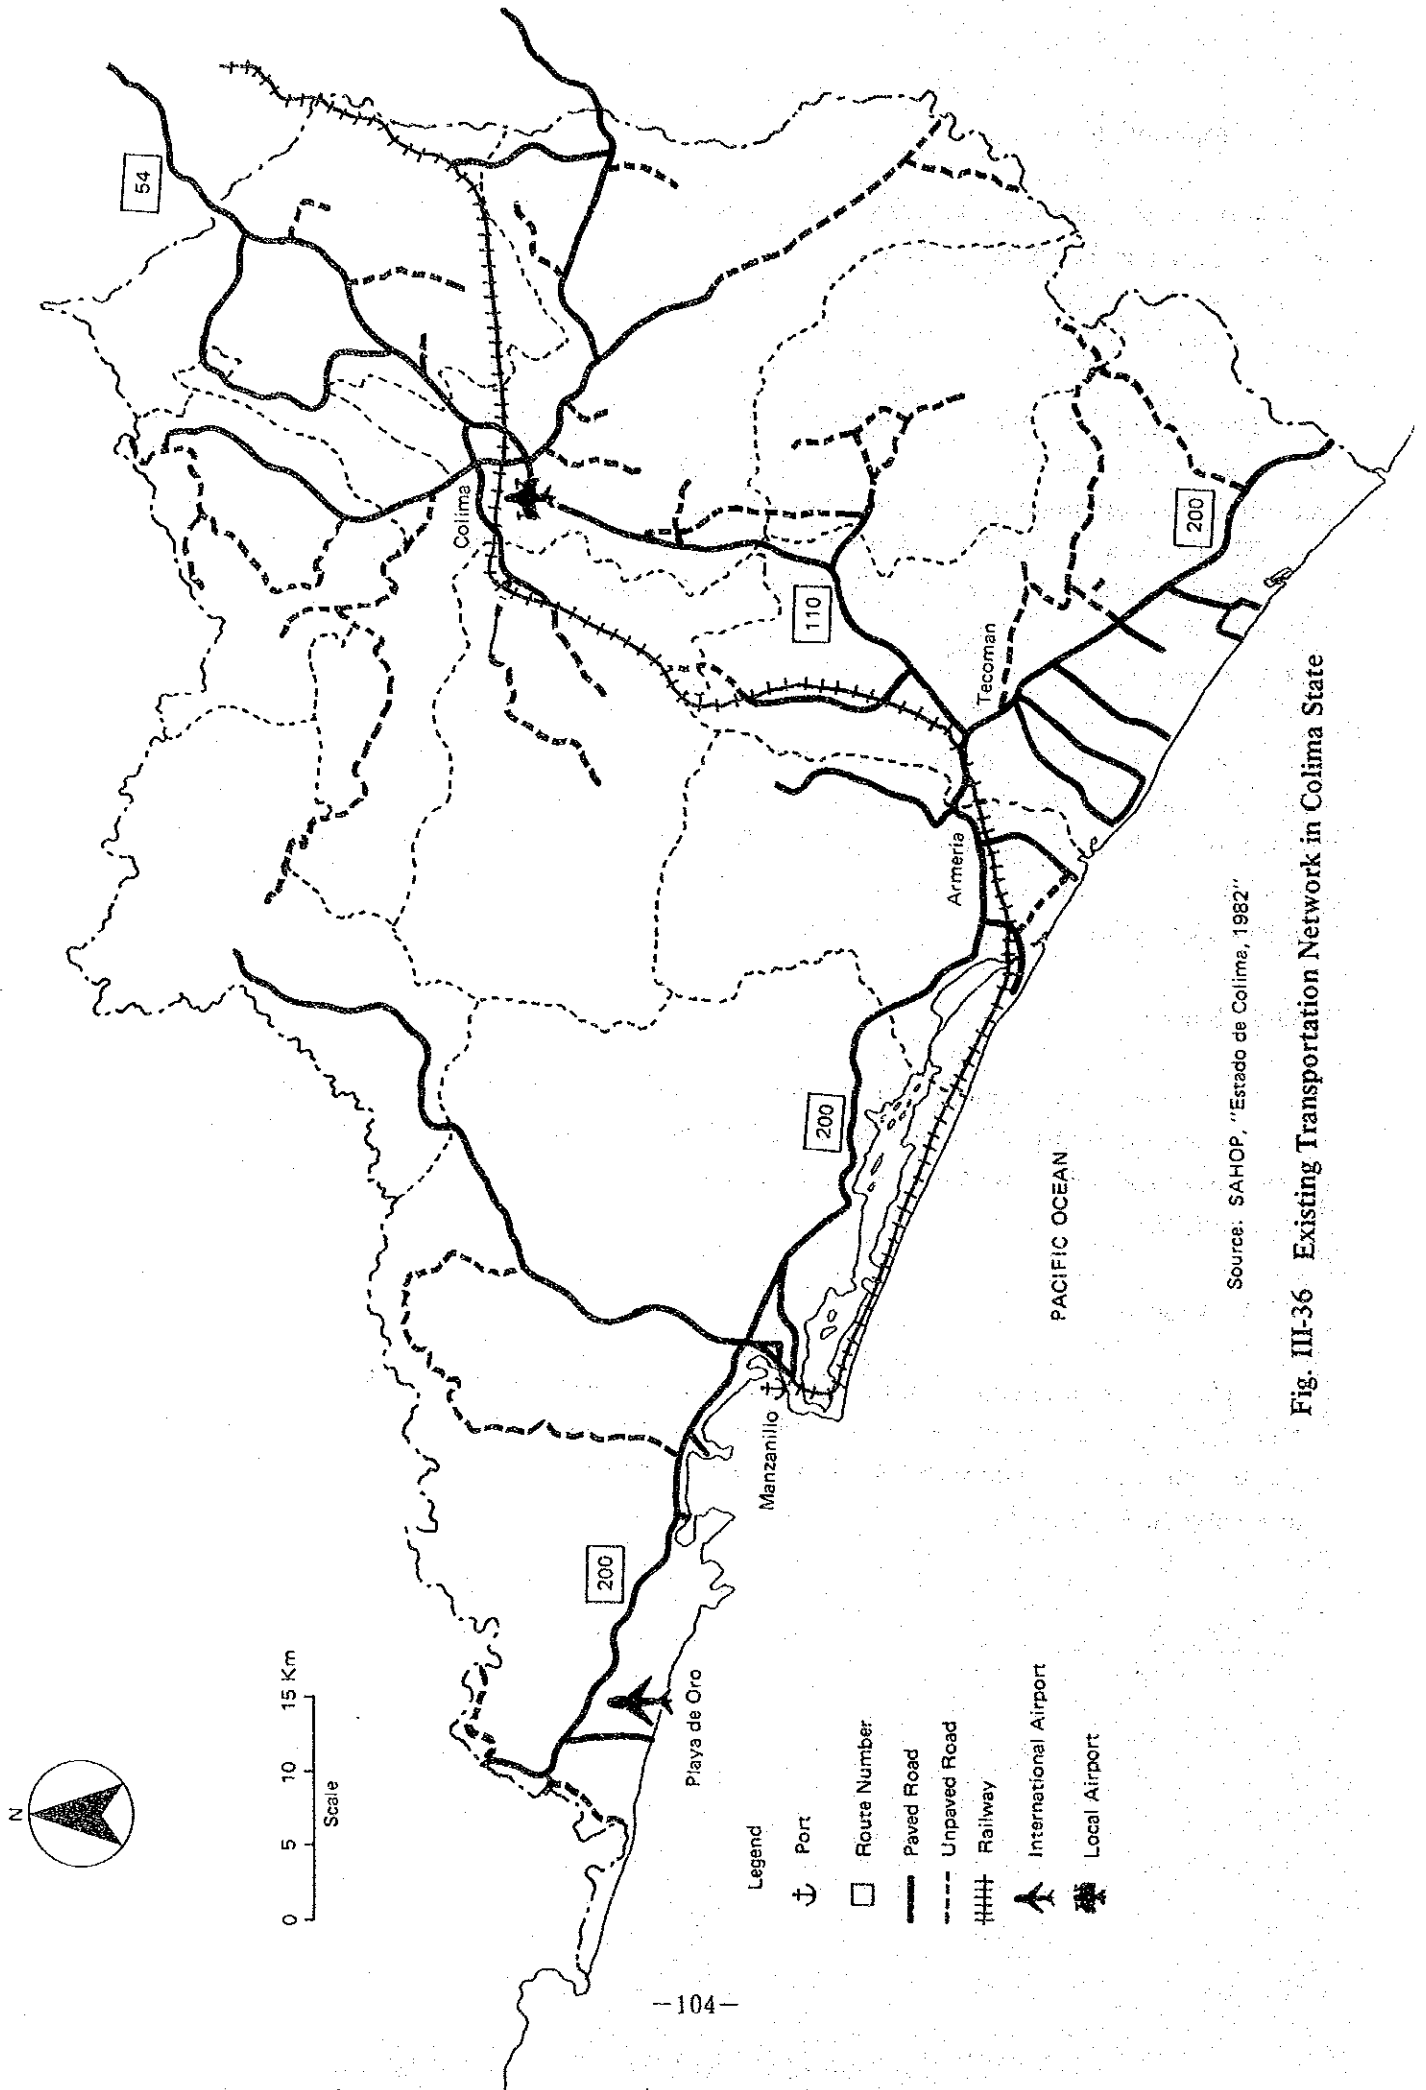 N
0 5 10 15 Km
Scale
54
Colima
110
Tecoman
200
Armeria
200
Manzanillo
200
Playa de Oro
PACIFIC OCEAN
Legend
Port
Route Number
Paved Road
Unpaved Road
Railway
International Airport
Local Airport
Source: SAHOP, "Estado de Colima, 1982"
Fig. III-36 Existing Transportation Network in Colima State
-104-